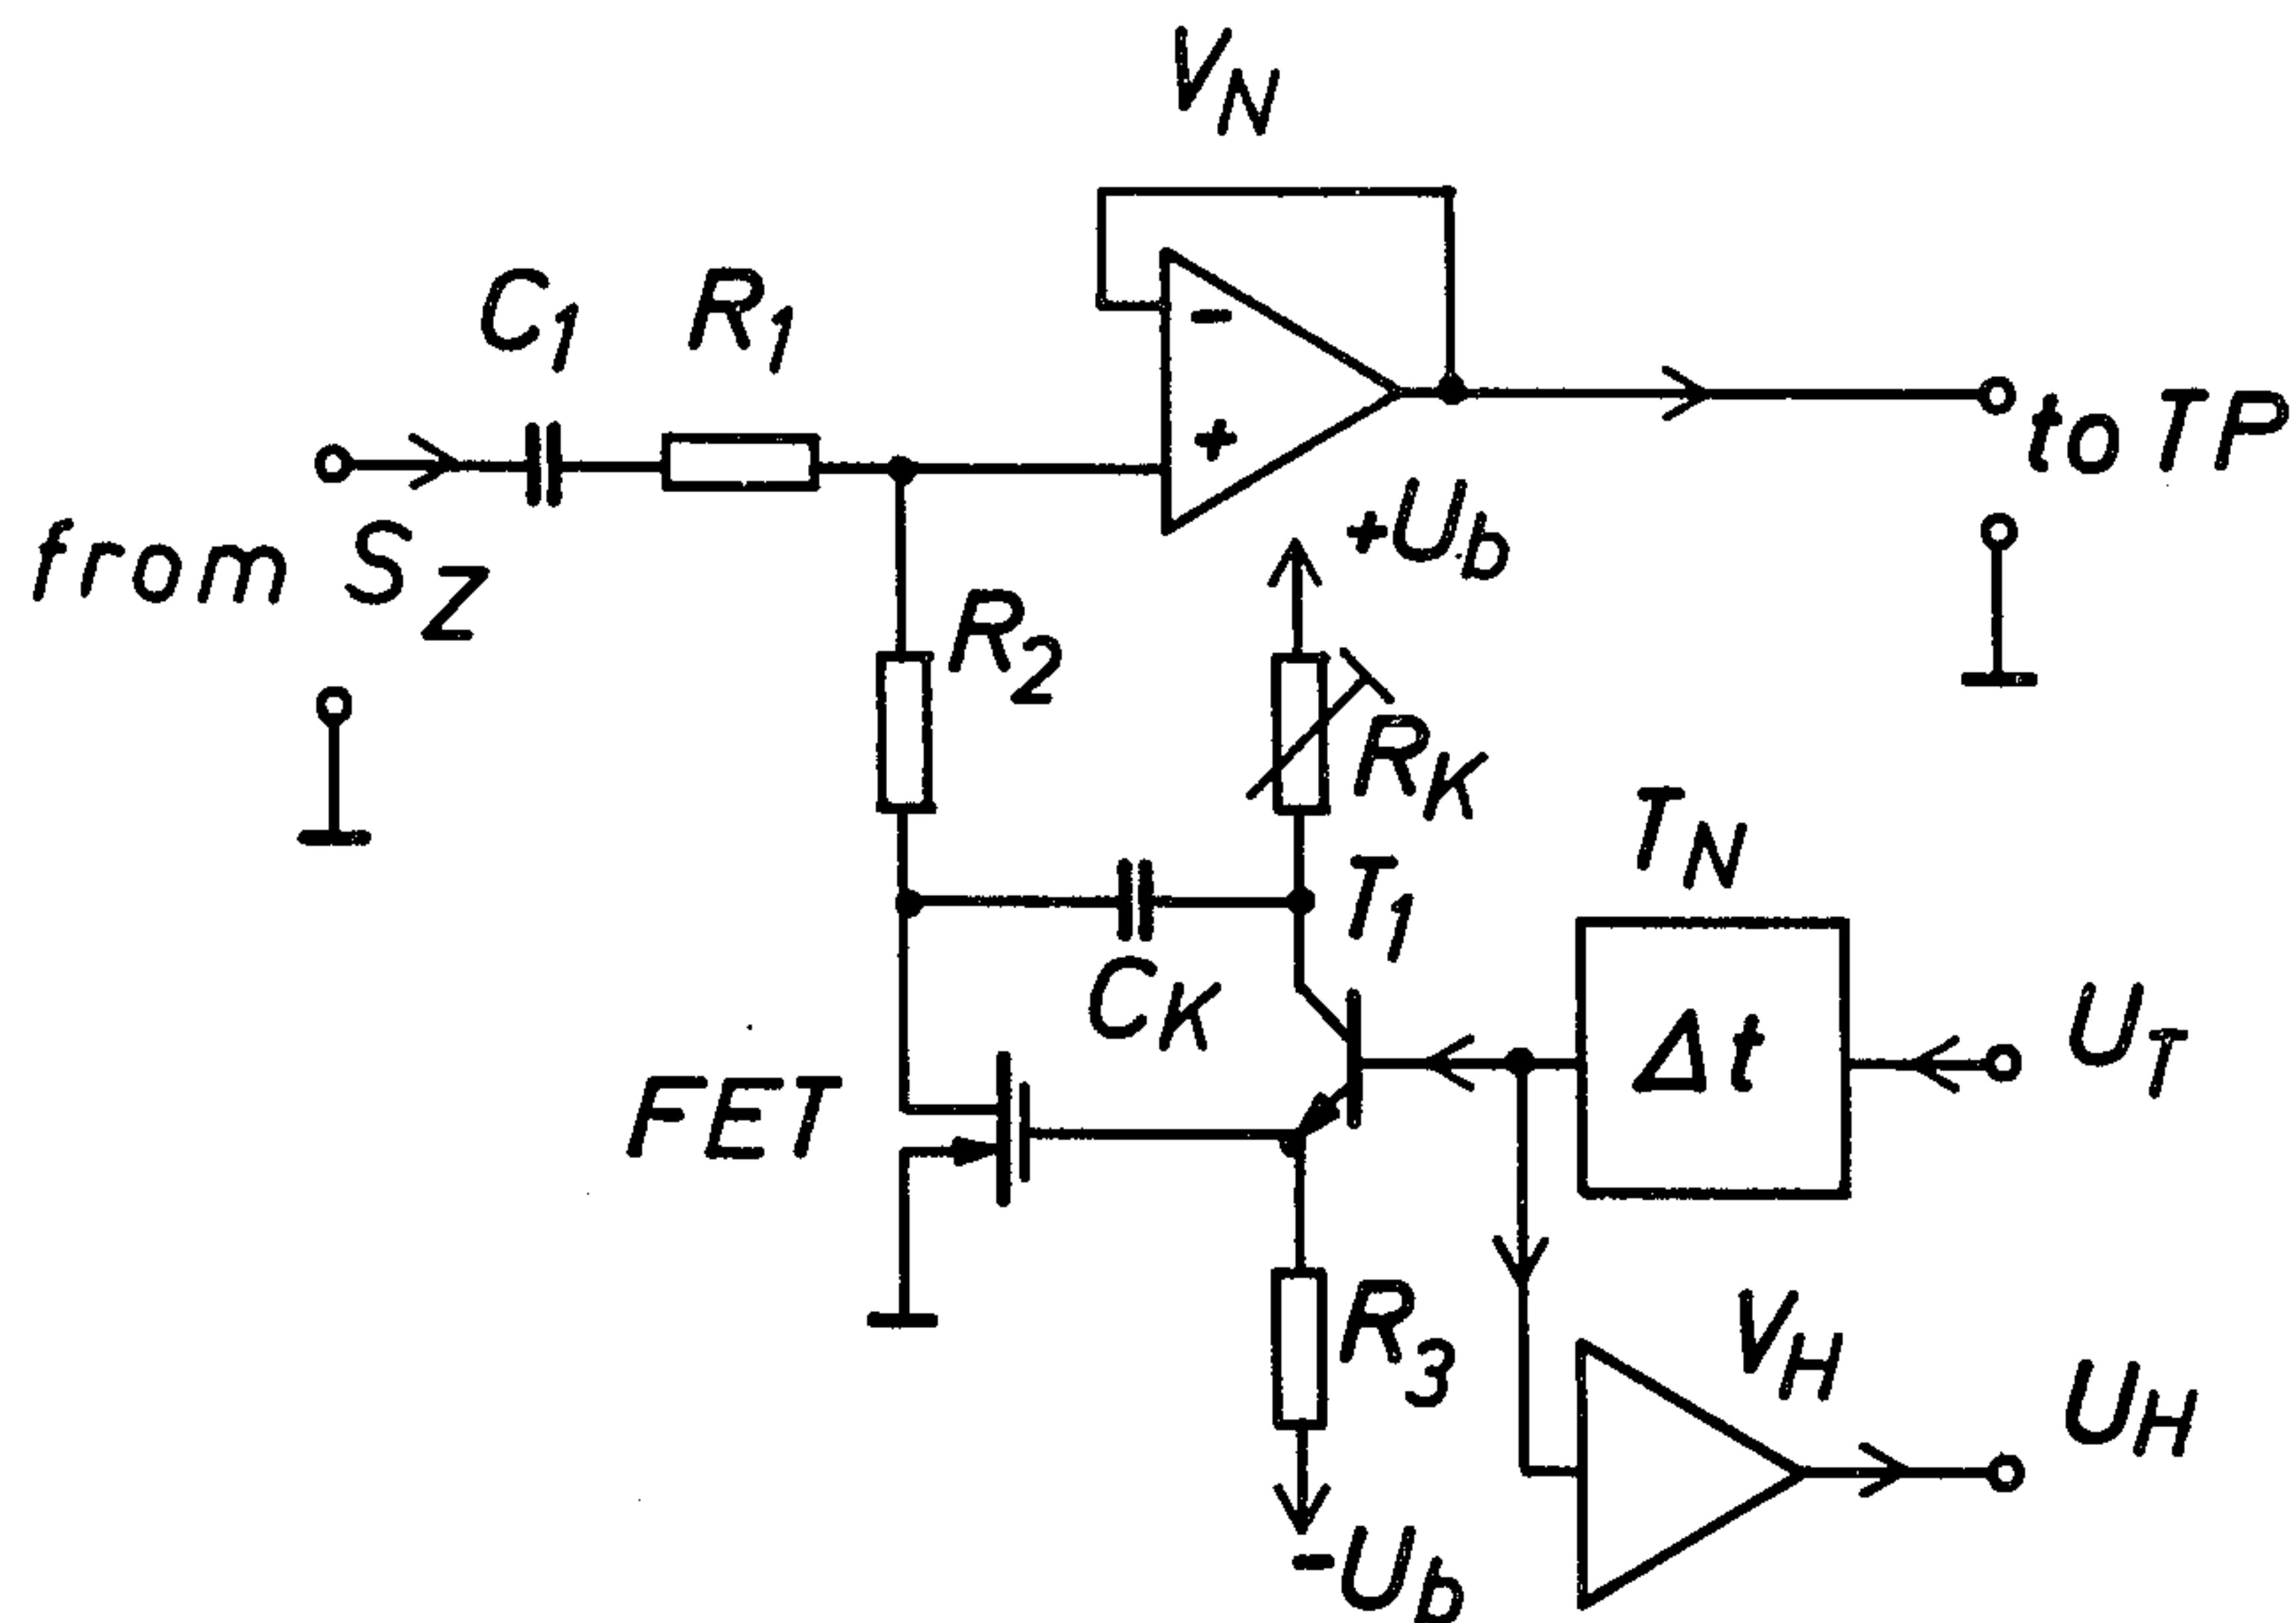 V_N
C_1
R_1
-
+
to TP
from S_Z
+U_b
R_2
R_K
T_N
T_1
C_K
Δt
U_T
FET
R_3
V_H
U_H
-U_b